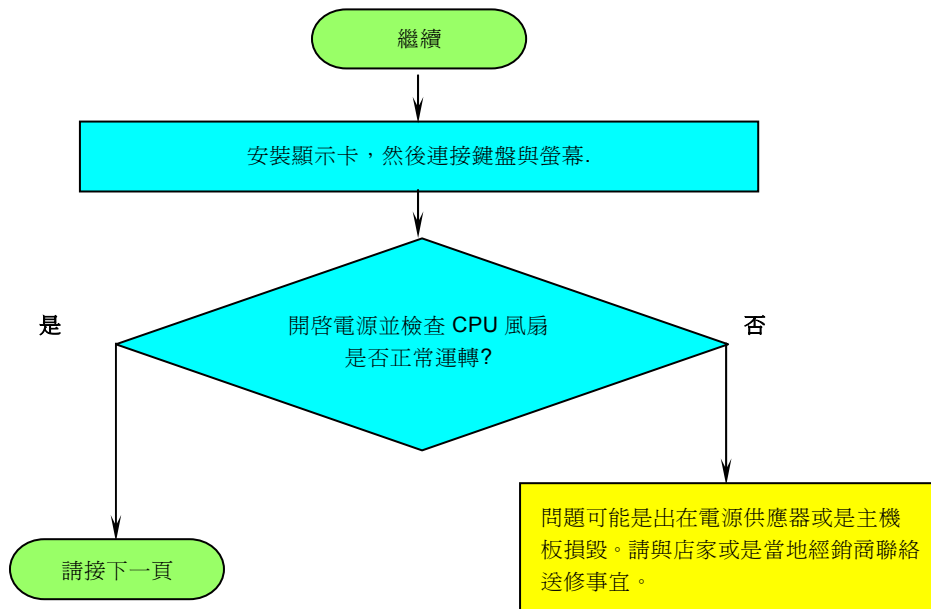 繼續
安裝顯示卡，然後連接鍵盤與螢幕.
是
開啓電源並檢查 CPU 風扇
是否正常運轉?
否
問題可能是出在電源供應器或是主機
板損毀。請與店家或是當地經銷商聯絡
送修事宜。
請接下一頁